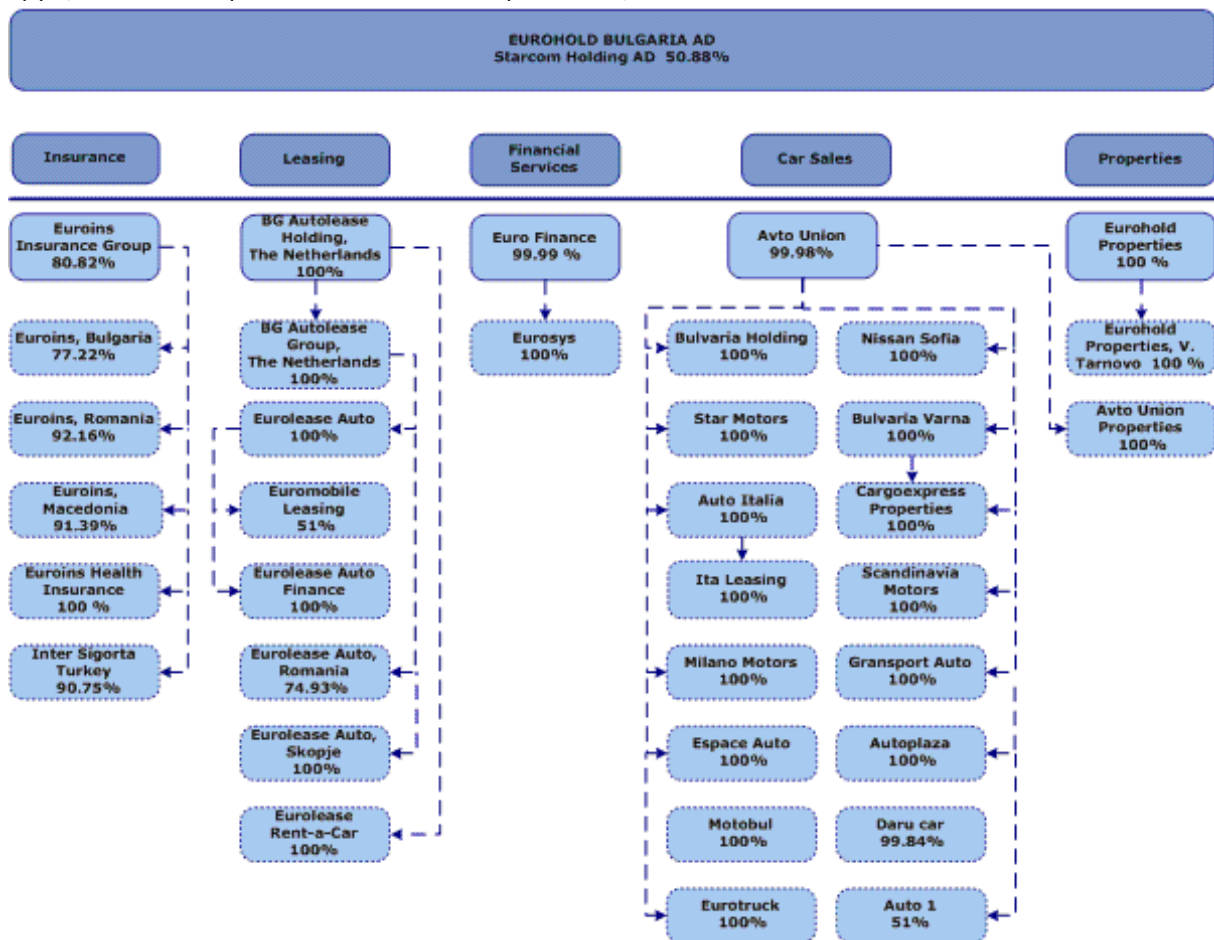 EUROHOLD BULGARIA AD
Starcom Holding AD 50.88%
Insurance
Leasing
Financial
Services
Car Sales
Properties
Euroins
Insurance Group
80.82%
BG Autolease
Holding,
The Netherlands
100%
Euro Finance
99.99 %
Avto Union
99.98%
Eurohold
Properties
100 %
Euroins, Bulgaria
77.22%
BG Autolease
Group,
The Netherlands
100%
Eurosys
100%
Bulvaria Holding
100%
Nissan Sofia
100%
Eurohold
Properties, V.
Tarnovo 100 %
Euroins, Romania
92.16%
Eurolease Auto
100%
Star Motors
100%
Bulvaria Varna
100%
Avto Union
Properties
100%
Euroins,
Macedonia
91.39%
Euromobile
Leasing
51%
Auto Italia
100%
Cargoexpress
Properties
100%
Euroins Health
Insurance
100 %
Eurolease Auto
Finance
100%
Ita Leasing
100%
Scandinavia
Motors
100%
Inter Sigorta
Turkey
90.75%
Eurolease Auto,
Romania
74.93%
Milano Motors
100%
Gransport Auto
100%
Eurolease Auto,
Skopje
100%
Espace Auto
100%
Autoplaza
100%
Eurolease
Rent-a-Car
100%
Motobul
100%
Daru car
99.84%
Eurotruck
100%
Auto 1
51%